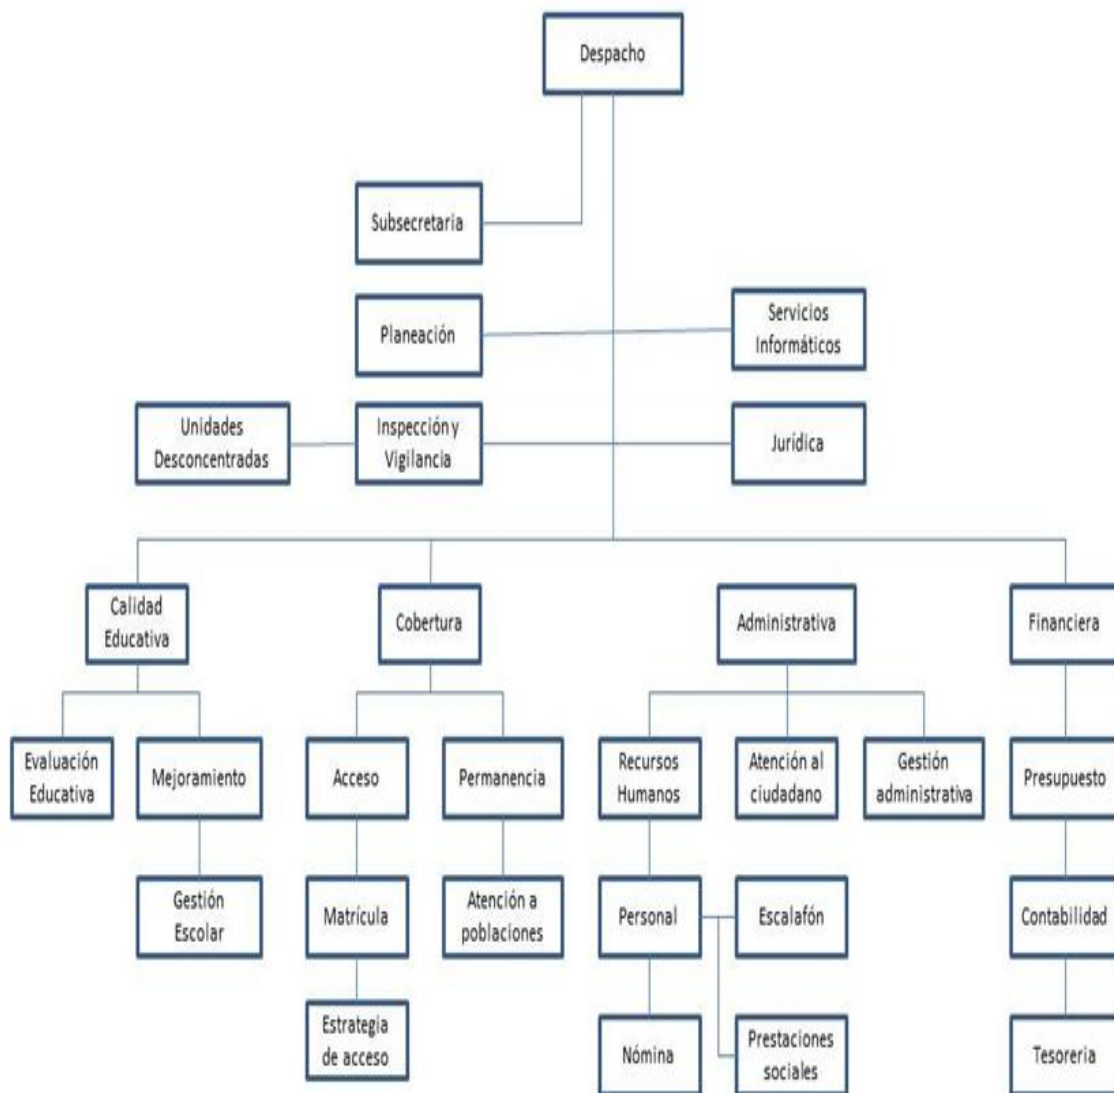 Despacho
Subsecretaria
Planeación
Servicios
Informáticos
Unidades
Desconcentradas
Inspección y
Vigilancia
Jurídica
Calidad
Educativa
Cobertura
Administrativa
Financiera
Evaluación
Educativa
Mejoramiento
Acceso
Permanencia
Recursos
Humanos
Atención al
ciudadano
Gestión
administrativa
Presupuesto
Gestión
Escolar
Matrícula
Atención a
poblaciones
Personal
Escalafón
Contabilidad
Estrategia
de acceso
Nómina
Prestaciones
sociales
Tesoreria